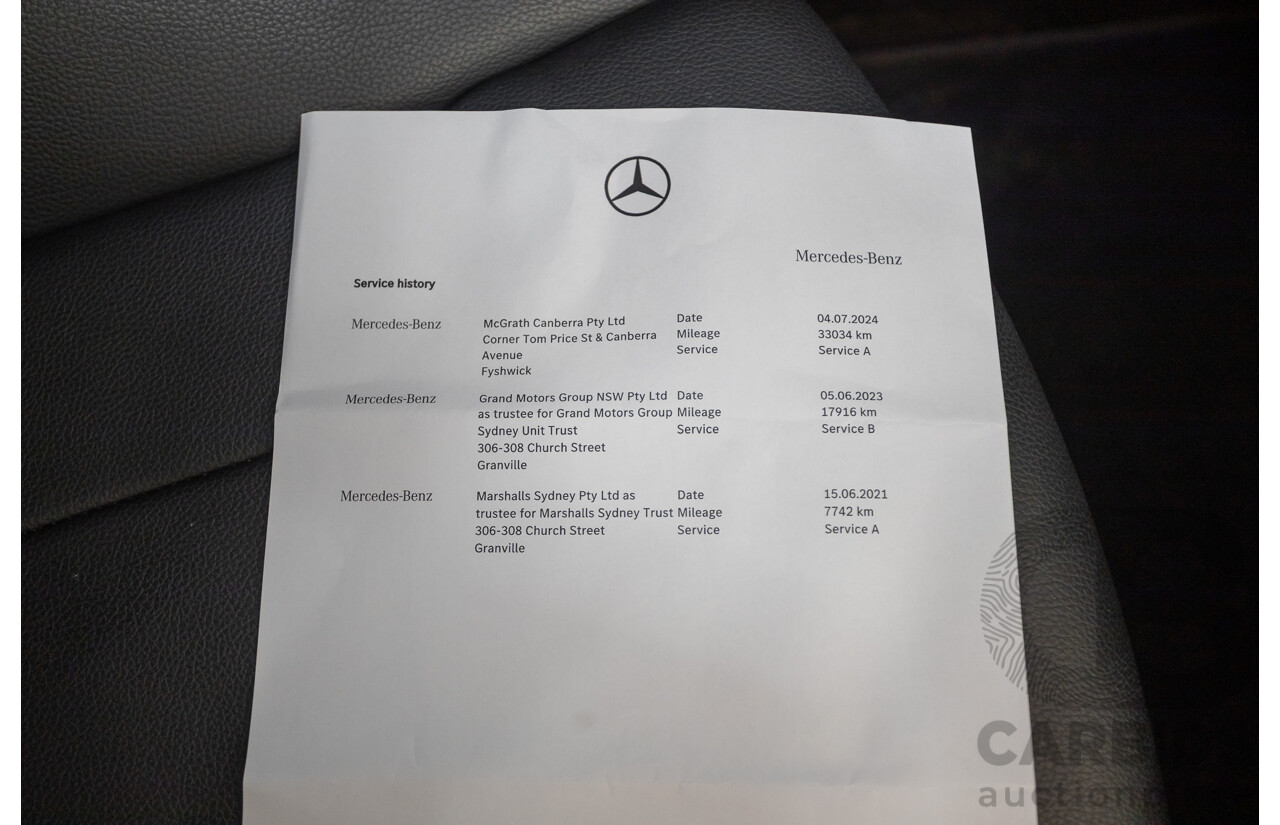 Mercedes-Benz
Service history
Mercedes-Benz
McGrath Canberra Pty Ltd
Corner Tom Price St & Canberra
Avenue
Fyshwick
Date 04.07.2024
Mileage 33034 km
Service Service A
Mercedes-Benz
Grand Motors Group NSW Pty Ltd
as trustee for Grand Motors Group
Sydney Unit Trust
306-308 Church Street
Granville
Date 05.06.2023
Mileage 17916 km
Service Service B
Mercedes-Benz
Marshalls Sydney Pty Ltd as
trustee for Marshalls Sydney Trust
306-308 Church Street
Granville
Date 15.06.2021
Mileage 7742 km
Service Service A